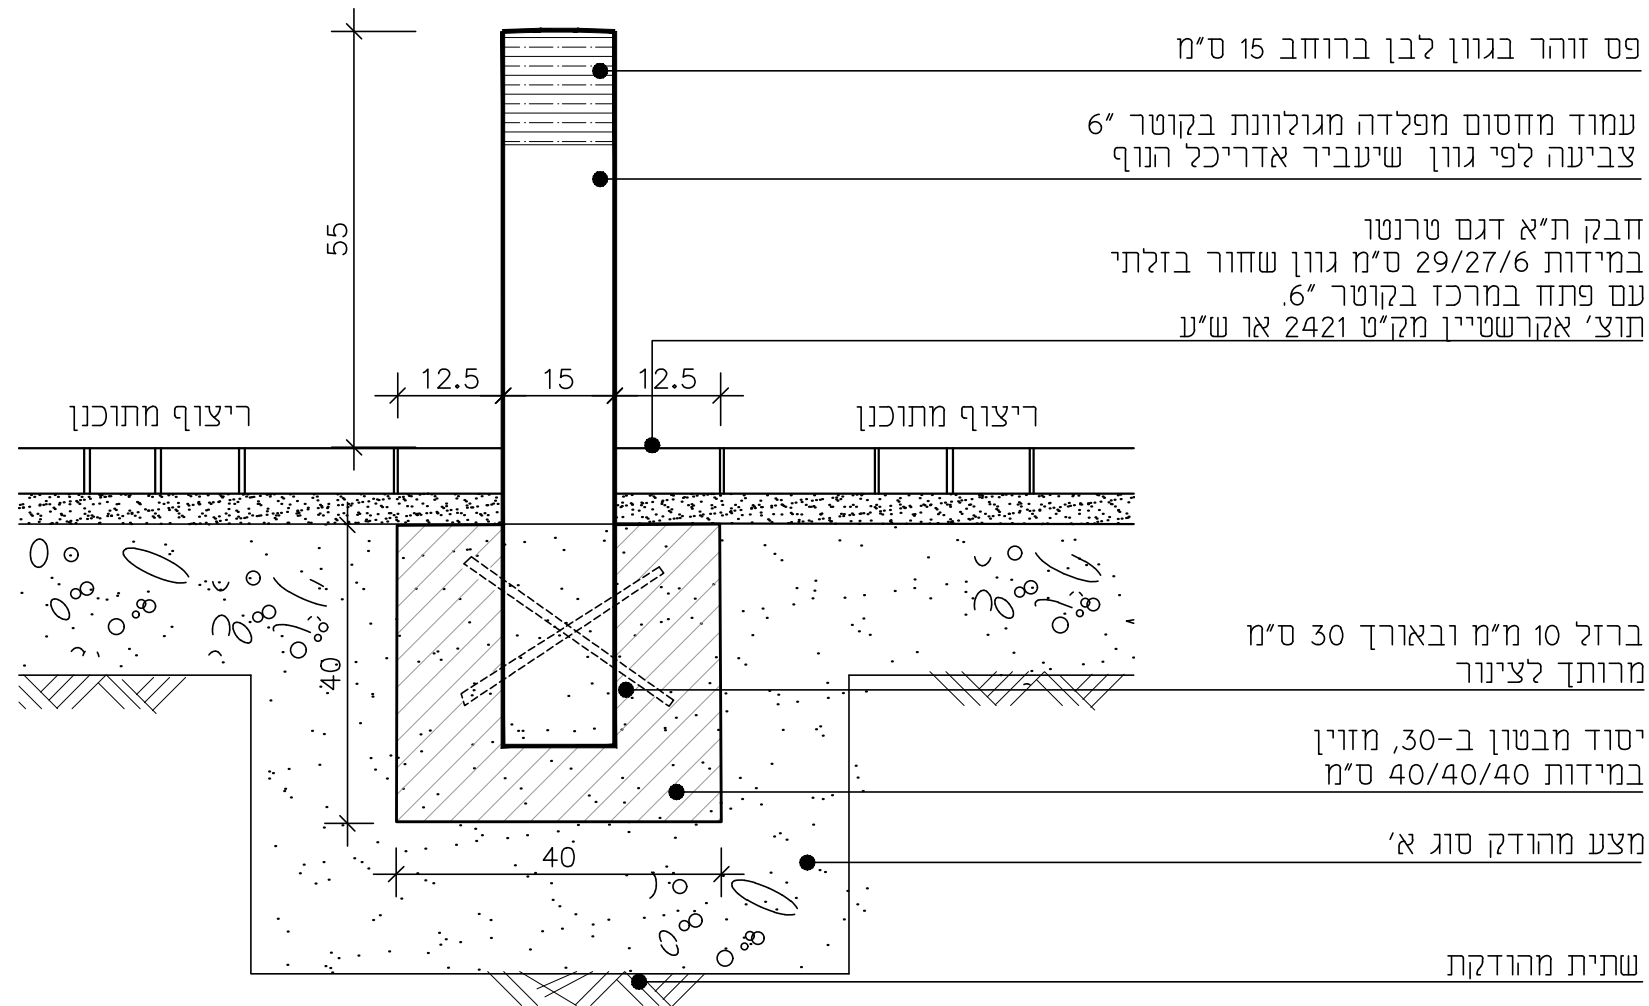 פס זוהר בגוון לבן ברוחב 15 ס"מ
עמוד מחסום מפלדה מגולוונת בקוטר "6
צביעה לפי גוון שיעביר אדריכל הנוף
חבק ת"א דגם טרנטו
במידות 29/27/6 ס"מ גוון שחור בזלתי
עם פתח במרכז בקוטר "6.
תוצ' אקרשטיין מק"ט 2421 או ש"ע
55
12.5
15
12.5
ריצוף מתוכנן
ריצוף מתוכנן
40
ברזל 10 מ"מ ובאורך 30 ס"מ
מרותך לצינור
יסוד מבטון ב-30, מזוין
במידות 40/40/40 ס"מ
מצע מהודק סוג א'
40
שתית מהודקת